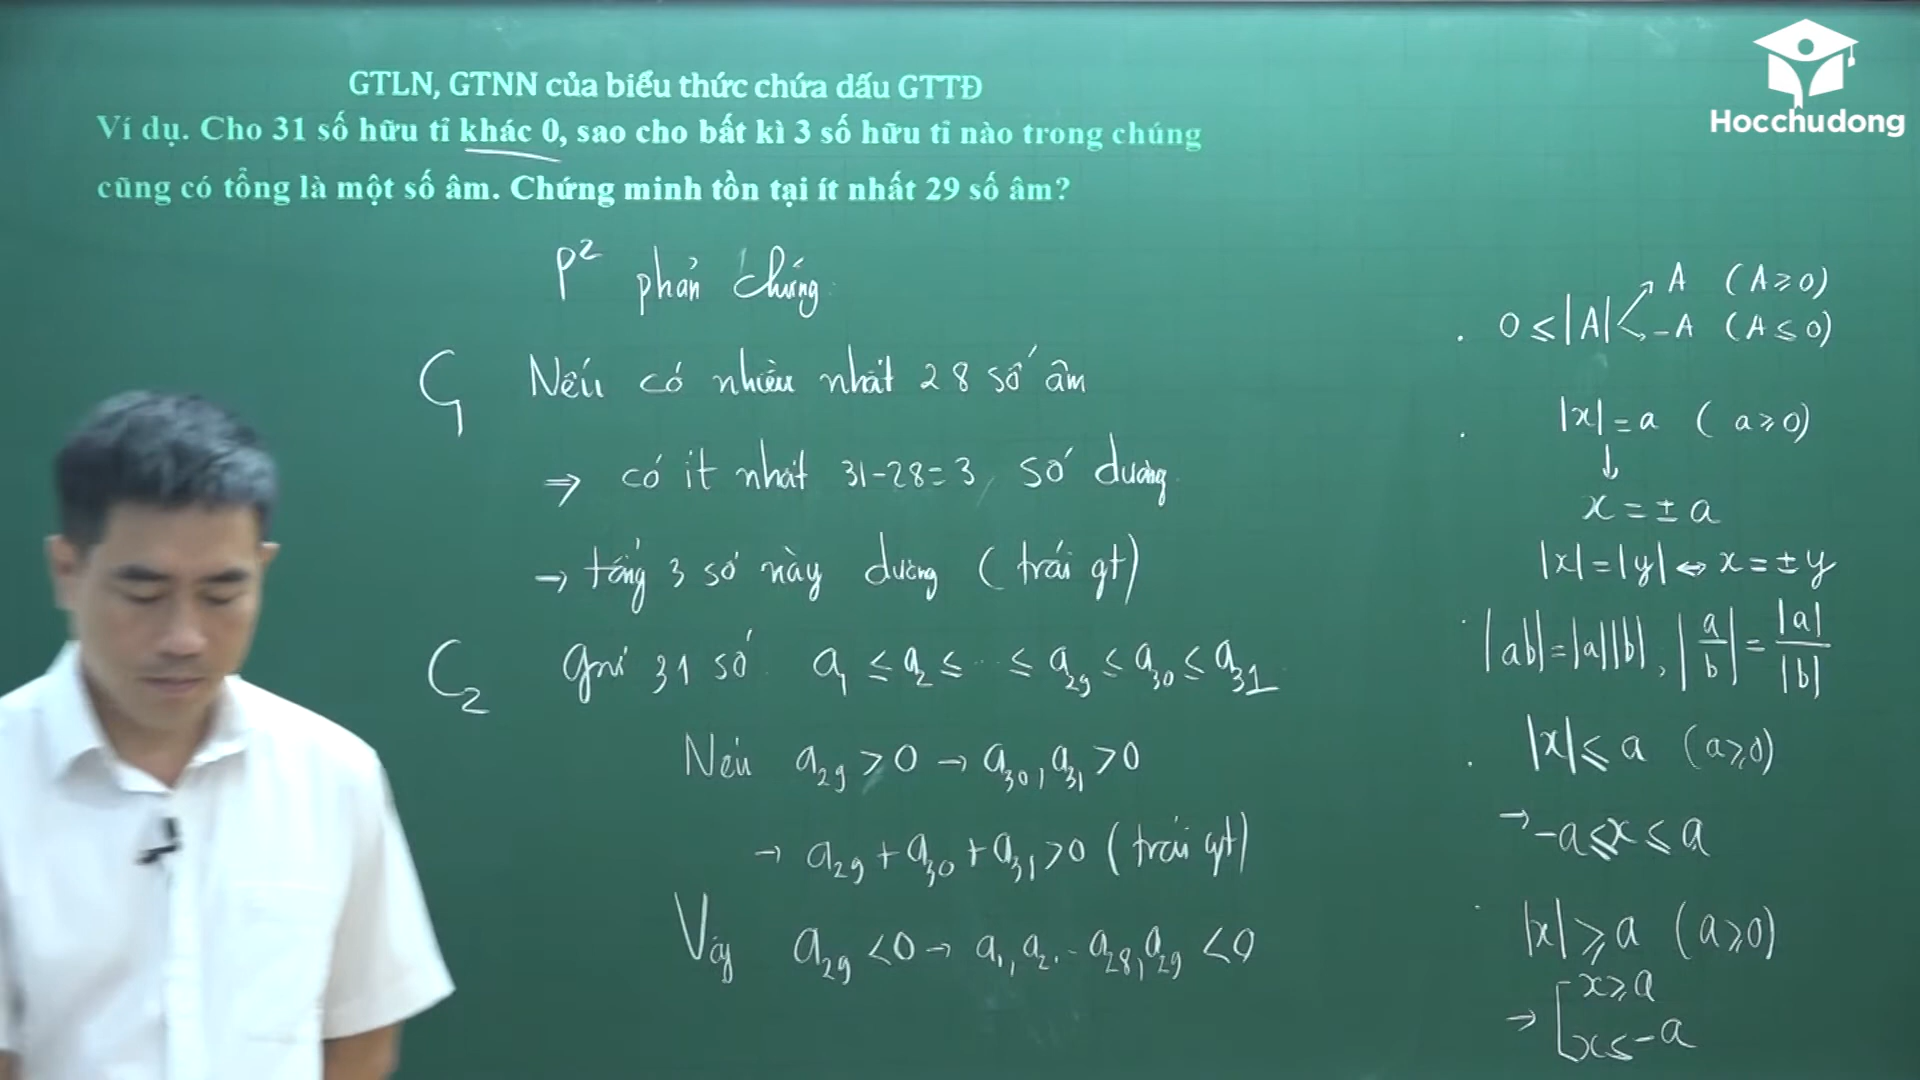 Hocchudong
GTLN, GTNN của biểu thức chứa dấu GTTĐ
Ví dụ. Cho 31 số hữu tỉ khác 0, sao cho bất kì 3 số hữu tỉ nào trong chúng
cũng có tổng là một số âm. Chứng minh tồn tại ít nhất 29 số âm?
P² phản chứng
C₁ Nếu có nhiều nhất 28 số âm
⇒ có ít nhất 31-28=3 số dương
→ tổng 3 số này dương (trái gt)
C₂ Gọi 31 số a₁ ≤ a₂ ≤ ... ≤ a₂₉ ≤ a₃₀ ≤ a₃₁
Nếu a₂₉ > 0 → a₃₀, a₃₁ > 0
→ a₂₉ + a₃₀ + a₃₁ > 0 (trái gt)
Vậy a₂₉ < 0 → a₁, a₂...a₂₈, a₂₉ < 0
0 ≤ |A| A (A ≥ 0)
-A (A ≤ 0)
|x| = a (a ≥ 0)
↓
x = ± a
|x| = |y| ↔ x = ± y
|ab| = |a||b|, |a/b| = |a|/|b|
|x| ≤ a (a ≥ 0)
→ -a ≤ x ≤ a
|x| ≥ a (a ≥ 0)
→ [ x ≥ a
x ≤ -a